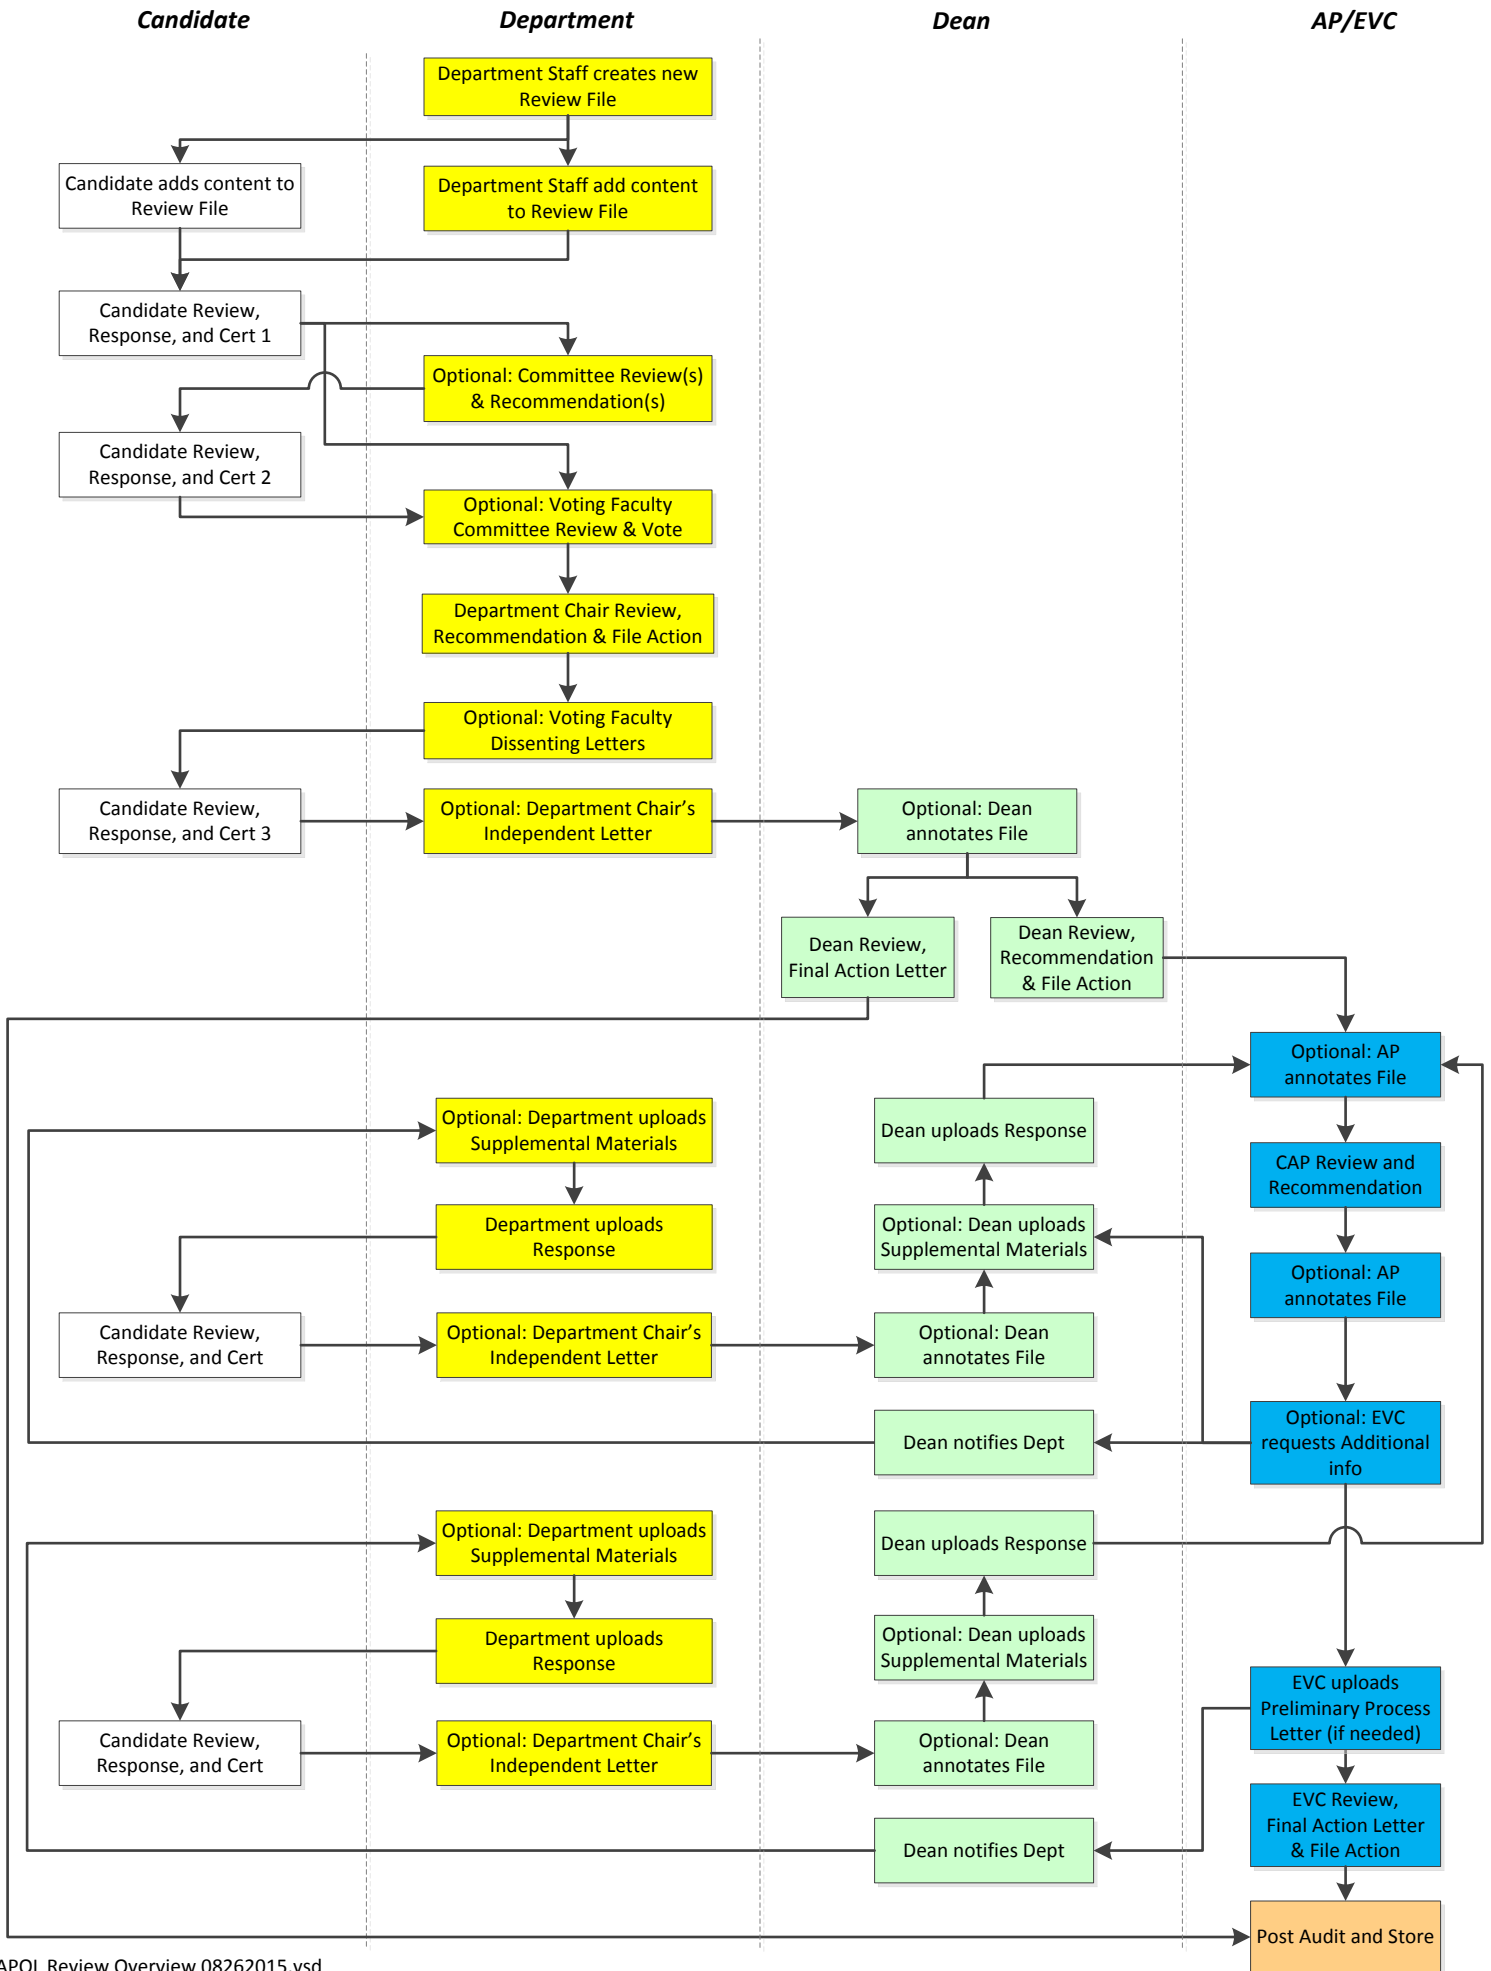 Candidate
Department
Dean
AP/EVC
Department Staff creates new
Review File
Candidate adds content to
Review File
Department Staff add content
to Review File
Candidate Review,
Response, and Cert 1
Optional: Committee Review(s)
& Recommendation(s)
Candidate Review,
Response, and Cert 2
Optional: Voting Faculty
Committee Review & Vote
Department Chair Review,
Recommendation & File Action
Optional: Voting Faculty
Dissenting Letters
Candidate Review,
Response, and Cert 3
Optional: Department Chair's
Independent Letter
Optional: Dean
annotates File
Dean Review,
Final Action Letter
Dean Review,
Recommendation
& File Action
Optional: AP
annotates File
Optional: Department uploads
Supplemental Materials
Dean uploads Response
CAP Review and
Recommendation
Department uploads
Response
Optional: Dean uploads
Supplemental Materials
Optional: AP
annotates File
Candidate Review,
Response, and Cert
Optional: Department Chair's
Independent Letter
Optional: Dean
annotates File
Dean notifies Dept
Optional: EVC
requests Additional
info
Optional: Department uploads
Supplemental Materials
Dean uploads Response
Department uploads
Response
Optional: Dean uploads
Supplemental Materials
EVC uploads
Preliminary Process
Letter (if needed)
Candidate Review,
Response, and Cert
Optional: Department Chair's
Independent Letter
Optional: Dean
annotates File
EVC Review,
Final Action Letter
& File Action
Dean notifies Dept
Post Audit and Store
APOL Review Overview 08262015.vsd